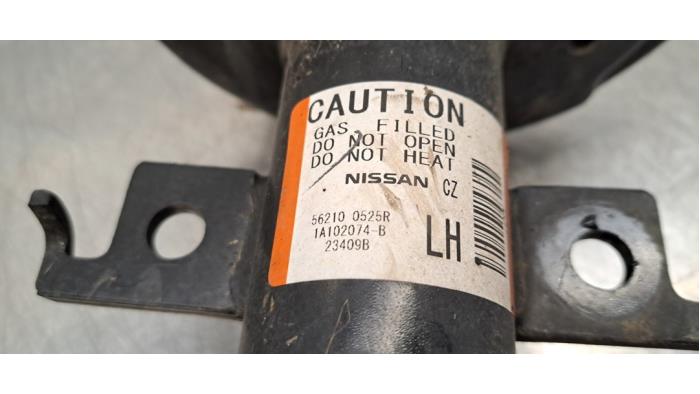 CAUTION
GAS FILLED
DO NOT OPEN
DO NOT HEAT
NISSAN CZ
56210 0525R
1A102074-B
23409B
LH